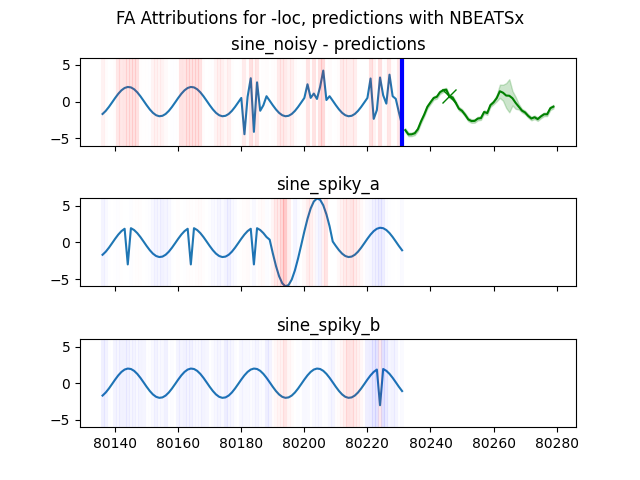 FA Attributions for -loc, predictions with NBEATSx
sine_noisy - predictions
5
0
−5
sine_spiky_a
5
0
−5
sine_spiky_b
5
0
−5
80140 80160 80180 80200 80220 80240 80260 80280